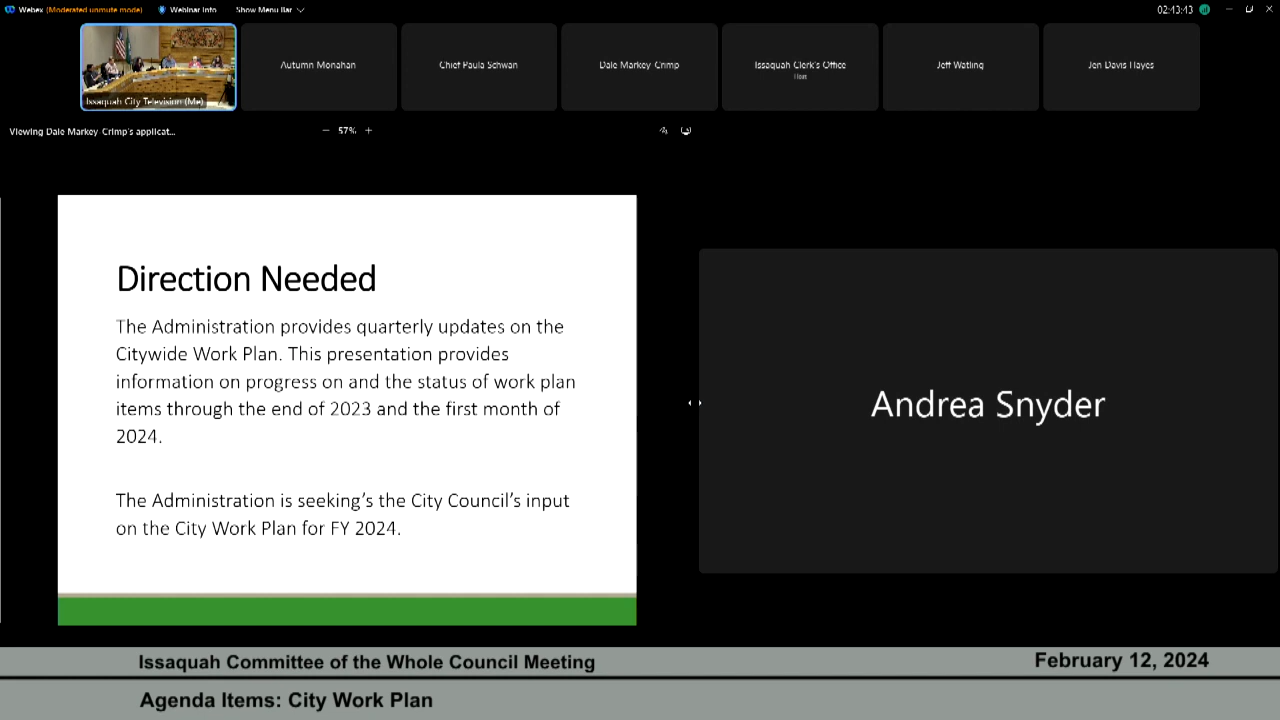 Webex (Moderated unmute mode) Webinar Info Show Menu Bar 02:43:43
Issaquah City Television (Me)
Autumn Monahan
Chief Paula Schwan
Dale Markey-Crimp
Issaquah Clerk's Office
Host
Jeff Watling
Jen Davis Hayes
Viewing Dale Markey-Crimp's applicat... 57%
Direction Needed
The Administration provides quarterly updates on the
Citywide Work Plan. This presentation provides
information on progress on and the status of work plan
items through the end of 2023 and the first month of
2024.
The Administration is seeking's the City Council's input
on the City Work Plan for FY 2024.
Andrea Snyder
Issaquah Committee of the Whole Council Meeting
February 12, 2024
Agenda Items: City Work Plan